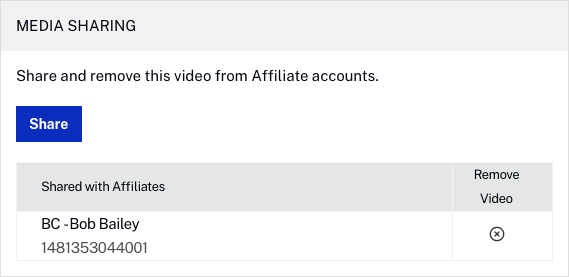 MEDIA SHARING
Share and remove this video from Affiliate accounts.
Share
Shared with Affiliates
Remove
Video
BC -Bob Bailey
1481353044001